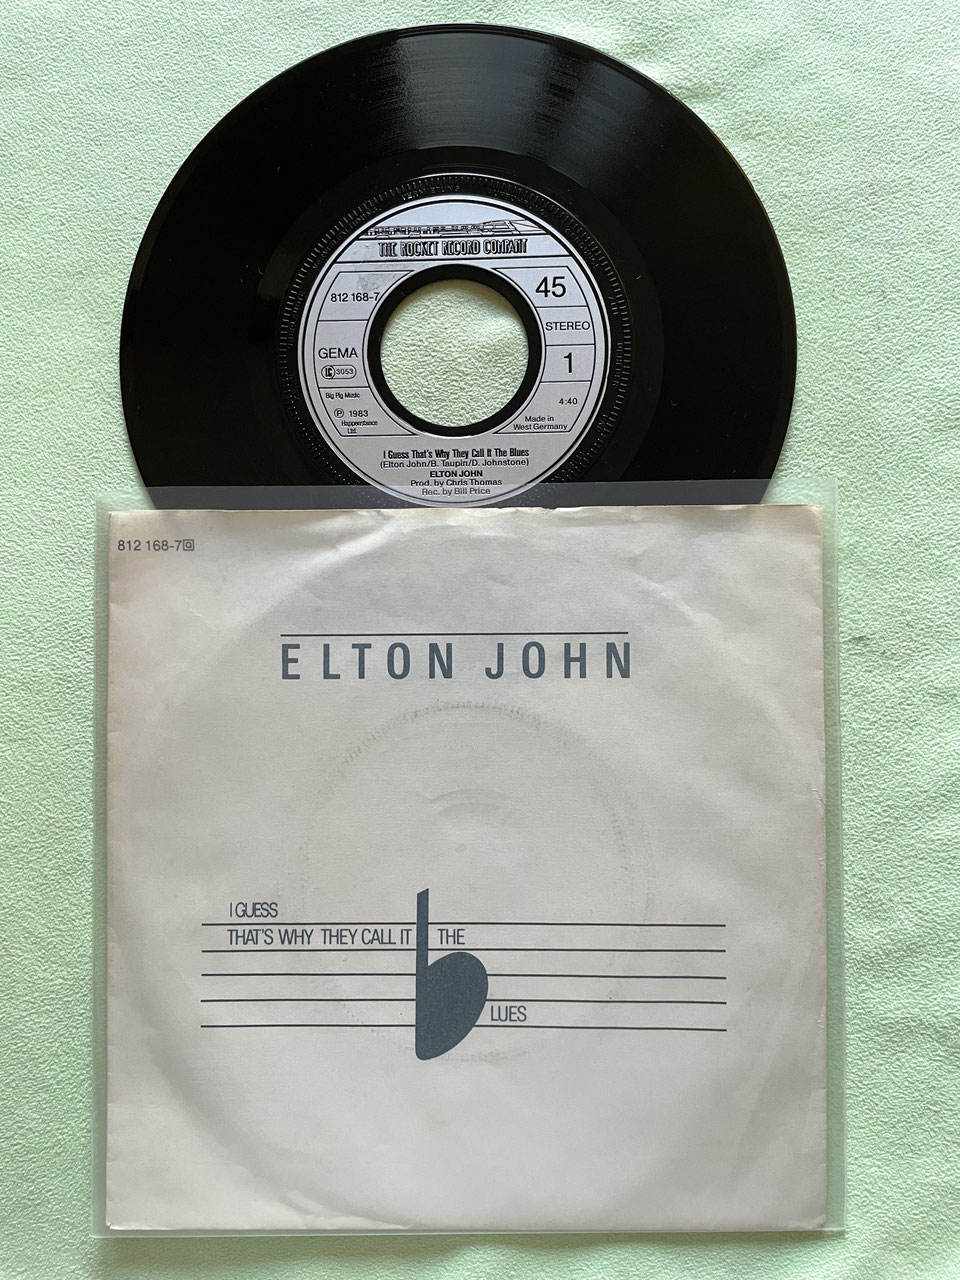 THE ROCKET RECORD COMPANY
812 168-7
45
STEREO
GEMA
1
LC 3053
Big Pig Music
4:40
℗ 1983
Happenstance
Ltd.
Made in
West Germany
I Guess That's Why They Call It The Blues
(Elton John/B. Taupin/D. Johnstone)
ELTON JOHN
Prod. by Chris Thomas
Rec. by Bill Price
812 168-7 Q
ELTON JOHN
I GUESS
THAT'S WHY THEY CALL IT THE
LUES